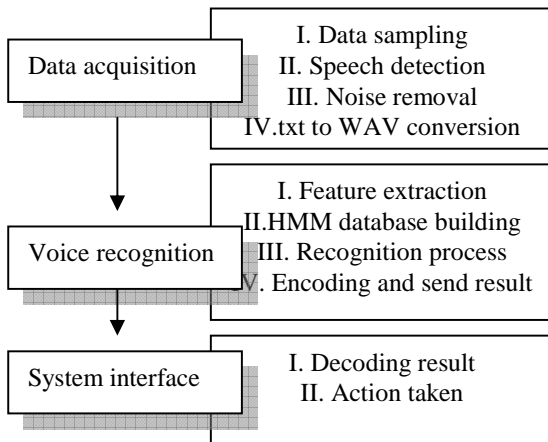 Data acquisition
I. Data sampling
II. Speech detection
III. Noise removal
IV.txt to WAV conversion
Voice recognition
I. Feature extraction
II.HMM database building
III. Recognition process
IV. Encoding and send result
System interface
I. Decoding result
II. Action taken